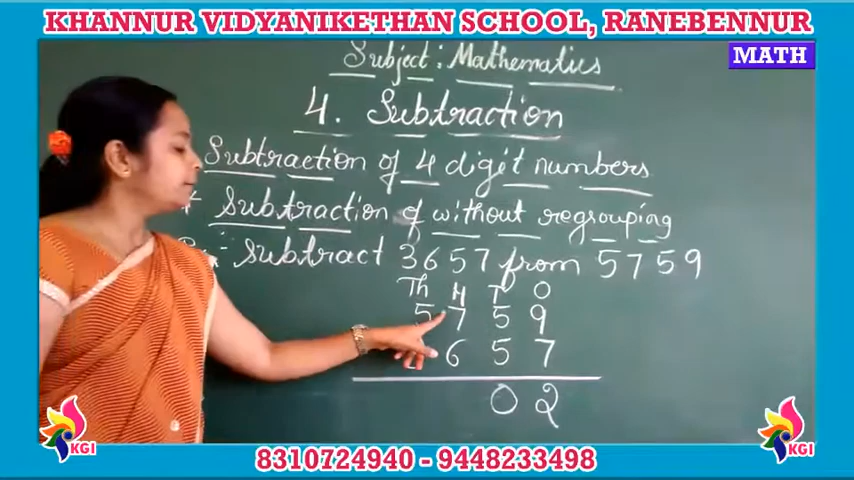 KHANNUR VIDYANIKETHAN SCHOOL, RANEBENNUR
MATH
Subject : Mathematics
4. Subtraction
Subtraction of 4 digit numbers
* Subtraction of without regrouping
Subtract 3657 from 5759
Th H T O
5 7 5 9
6 5 7
0 2
KGI
KGI
8310724940 - 9448233498